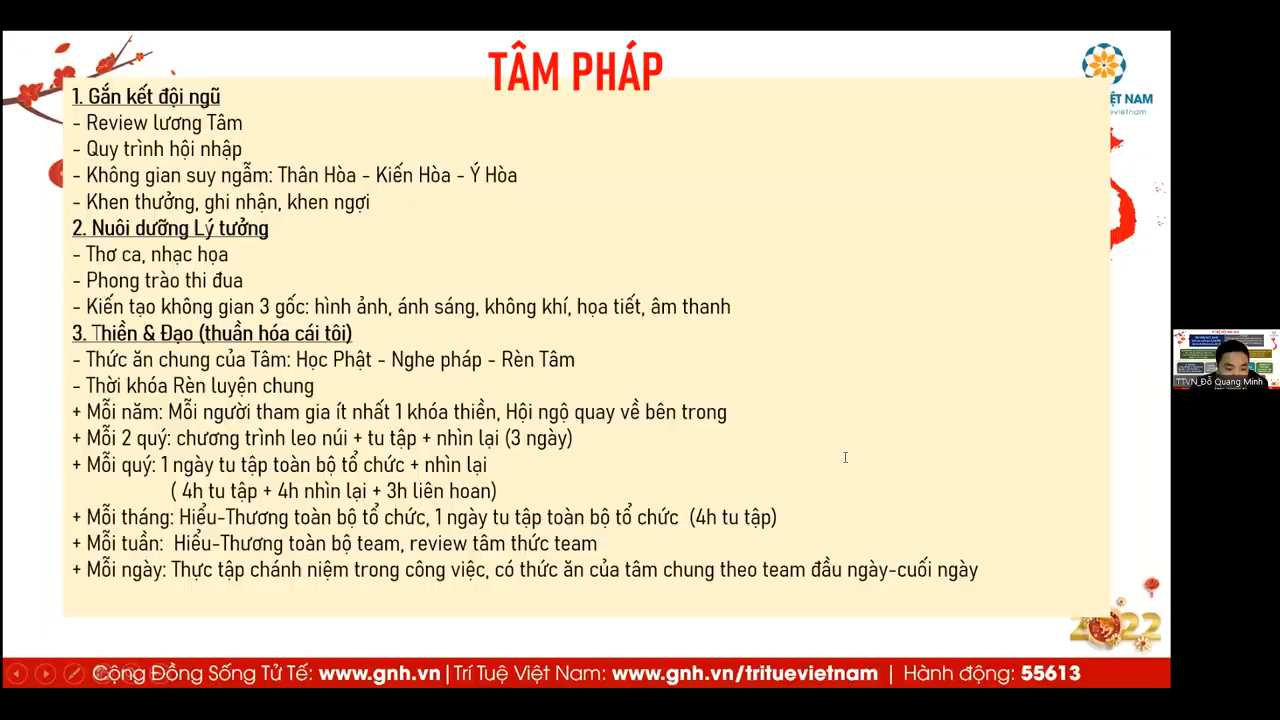 TÂM PHÁP
ỆT NAM
vietnam
1. Gắn kết đội ngũ
- Review lương Tâm
- Quy trình hội nhập
- Không gian suy ngẫm: Thân Hòa - Kiến Hòa - Ý Hòa
- Khen thưởng, ghi nhận, khen ngợi
2. Nuôi dưỡng Lý tưởng
- Thơ ca, nhạc họa
- Phong trào thi đua
- Kiến tạo không gian 3 gốc: hình ảnh, ánh sáng, không khí, họa tiết, âm thanh
3. Thiền & Đạo (thuần hóa cái tôi)
- Thức ăn chung của Tâm: Học Phật - Nghe pháp - Rèn Tâm
- Thời khóa Rèn luyện chung
+ Mỗi năm: Mỗi người tham gia ít nhất 1 khóa thiền, Hội ngộ quay về bên trong
+ Mỗi 2 quý: chương trình leo núi + tu tập + nhìn lại (3 ngày)
+ Mỗi quý: 1 ngày tu tập toàn bộ tổ chức + nhìn lại
( 4h tu tập + 4h nhìn lại + 3h liên hoan)
+ Mỗi tháng: Hiểu-Thương toàn bộ tổ chức, 1 ngày tu tập toàn bộ tổ chức (4h tu tập)
+ Mỗi tuần: Hiểu-Thương toàn bộ team, review tâm thức team
+ Mỗi ngày: Thực tập chánh niệm trong công việc, có thức ăn của tâm chung theo team đầu ngày-cuối ngày
TTVN_Đỗ Quang Minh
2022
Cộng Đồng Sống Tử Tế: www.gnh.vn | Trí Tuệ Việt Nam: www.gnh.vn/trituevietnam | Hành động: 55613